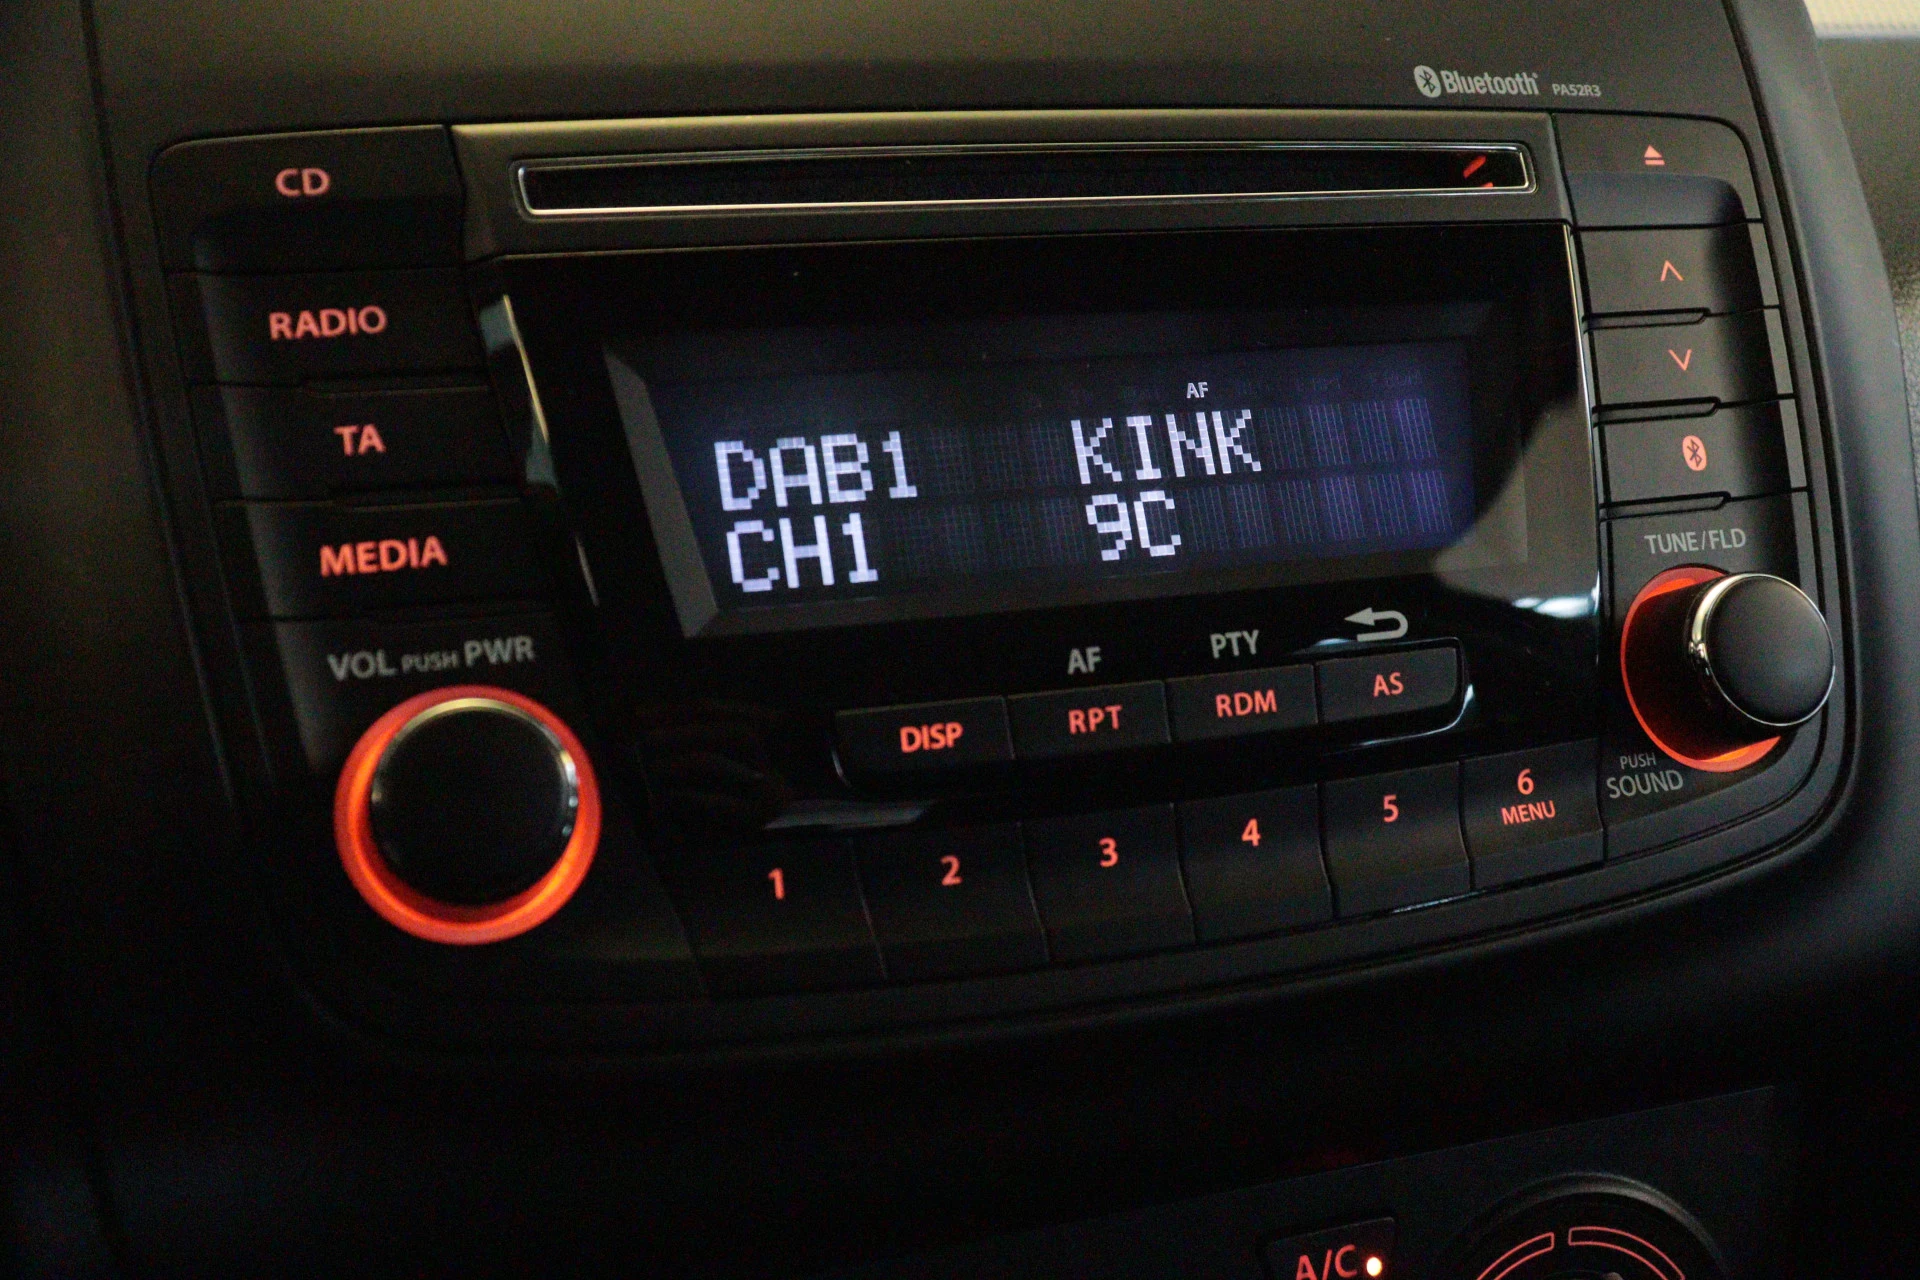 Bluetooth PA52R3
CD
RADIO
TA
MEDIA
AF
DAB1 KINK
CH1 9C
TUNE/FLD
VOL PUSH PWR
AF PTY
DISP RPT RDM AS
PUSH
SOUND
1 2 3 4 5 6
MENU
A/C